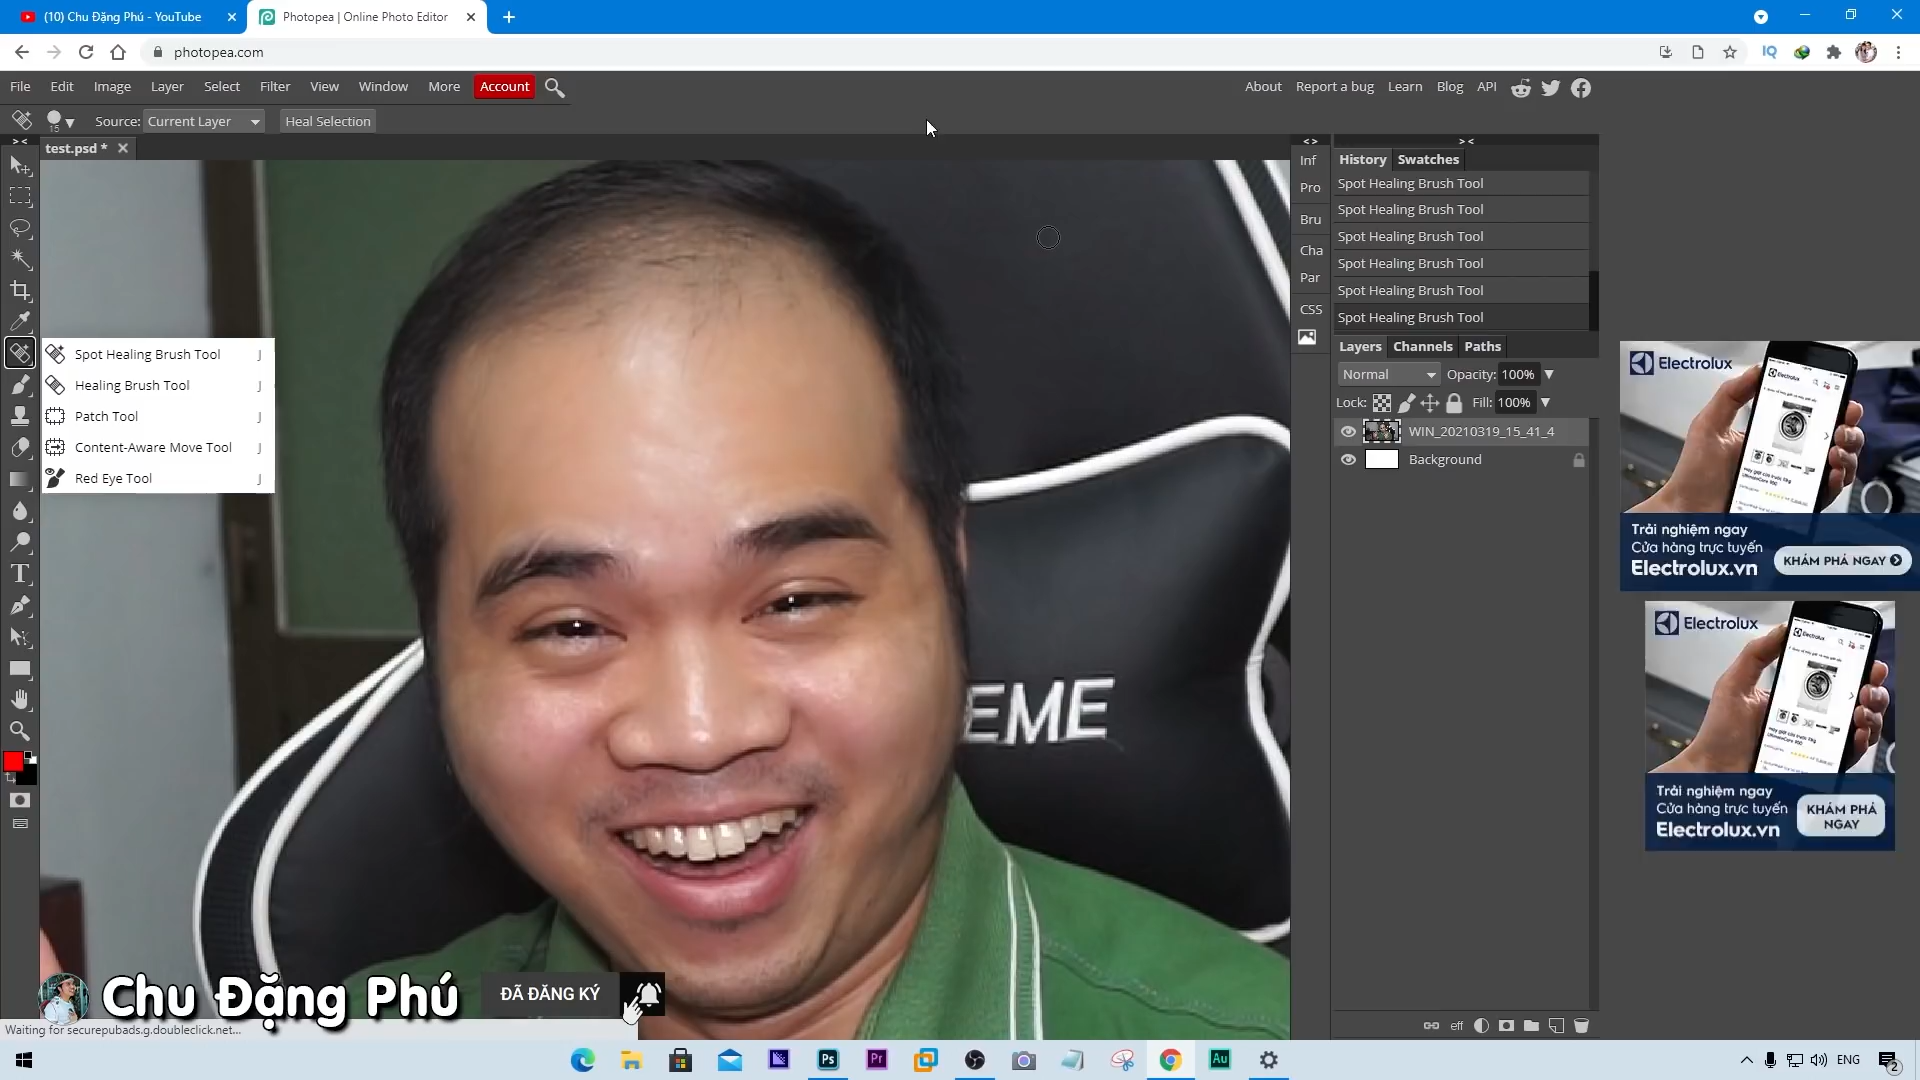 (10) Chu Đặng Phú - YouTube
Photopea | Online Photo Editor
photopea.com
File Edit Image Layer Select Filter View Window More Account
About Report a bug Learn Blog API
15
Source: Current Layer Heal Selection
test.psd *
Spot Healing Brush Tool J
Healing Brush Tool J
Patch Tool J
Content-Aware Move Tool J
Red Eye Tool J
EME
Inf
Pro
Bru
Cha
Par
CSS
History Swatches
Spot Healing Brush Tool
Spot Healing Brush Tool
Spot Healing Brush Tool
Spot Healing Brush Tool
Spot Healing Brush Tool
Spot Healing Brush Tool
Layers Channels Paths
Normal Opacity: 100%
Lock: Fill: 100%
WIN_20210319_15_41_4
Background
eff
Electrolux
Trải nghiệm ngay
Cửa hàng trực tuyến
Electrolux.vn
KHÁM PHÁ NGAY
Electrolux
Trải nghiệm ngay
Cửa hàng trực tuyến
Electrolux.vn
KHÁM PHÁ
NGAY
Chu Đặng Phú
ĐÃ ĐĂNG KÝ
Waiting for securepubads.g.doubleclick.net...
Ps
Pr
Au
ENG
2